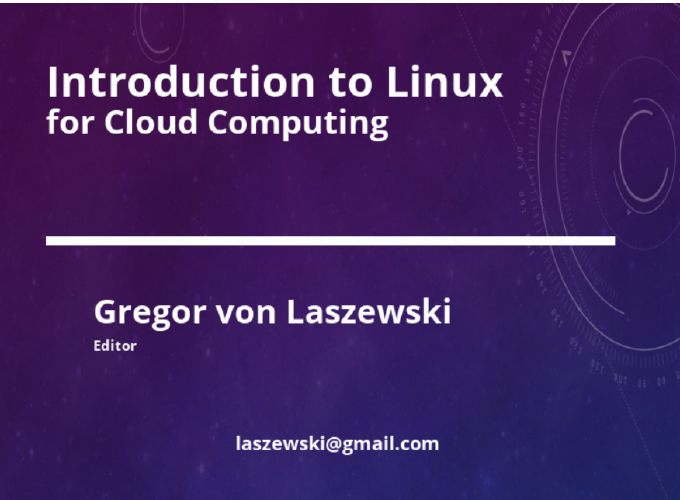 Introduction to Linux
for Cloud Computing
Gregor von Laszewski
Editor
laszewski@gmail.com